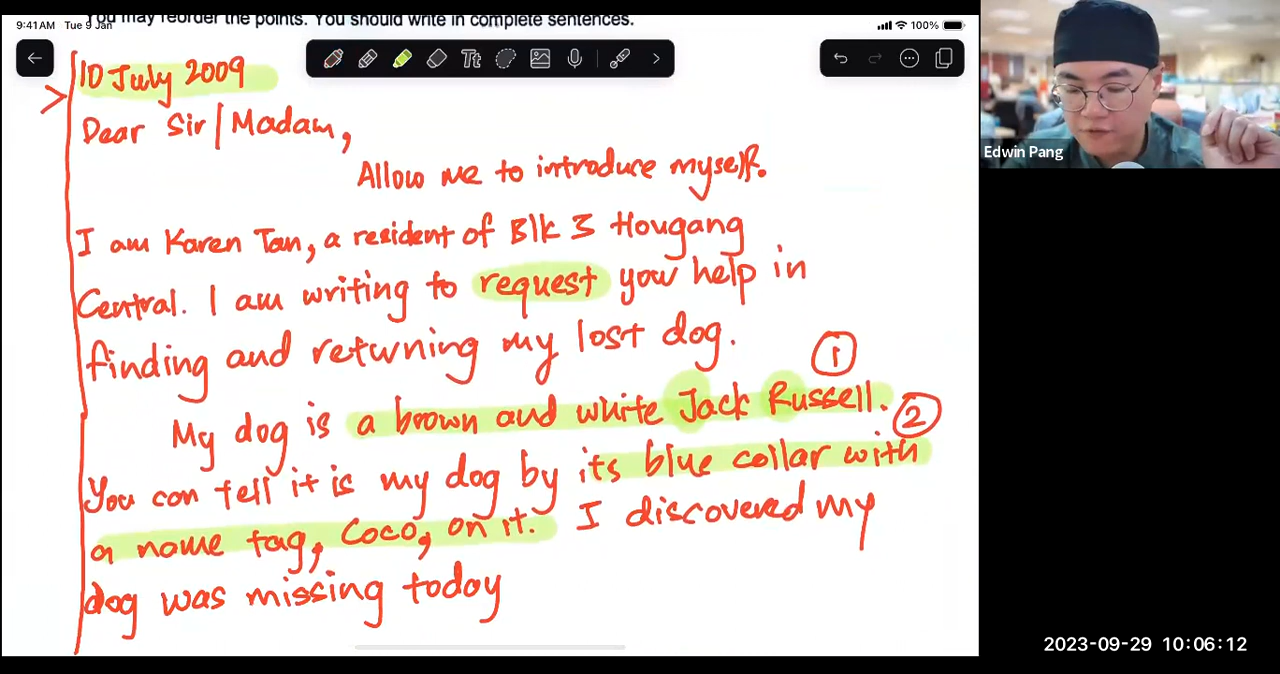 You may reorder the points. You should write in complete sentences.
9:41AM Tue 9 Jan
100%
Tt
10 July 2009
Dear Sir/Madam,
Allow me to introduce myself.
I am Karen Tan, a resident of Blk 3 Hougang
Central. I am writing to request your help in
finding and returning my lost dog.
1
My dog is a brown and white Jack Russell.
2
You can tell it is my dog by its blue collar with
a name tag, Coco, on it. I discovered my
dog was missing today
Edwin Pang
2023-09-29 10:06:12